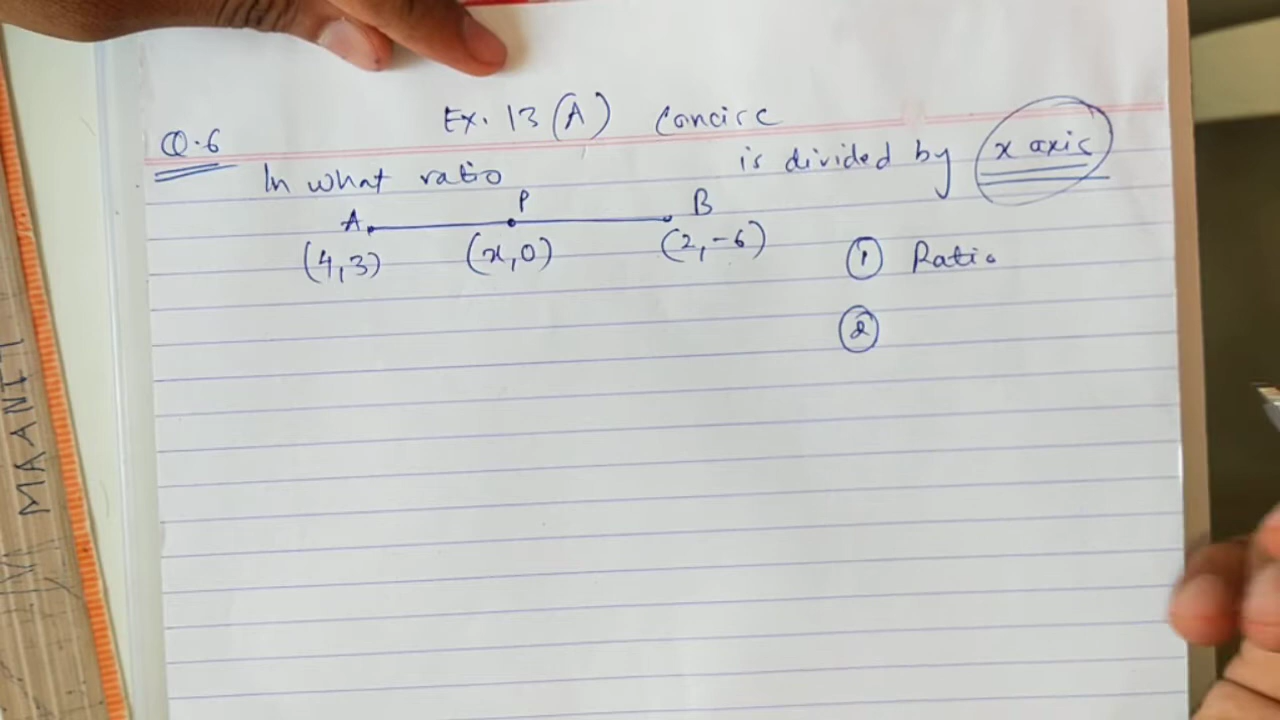 Ex. 13 (A) Concise
Q.6
In what ratio is divided by x axis
A P B
(4,3) (x,0) (2,-6)
① Ratio
②
MAANIT